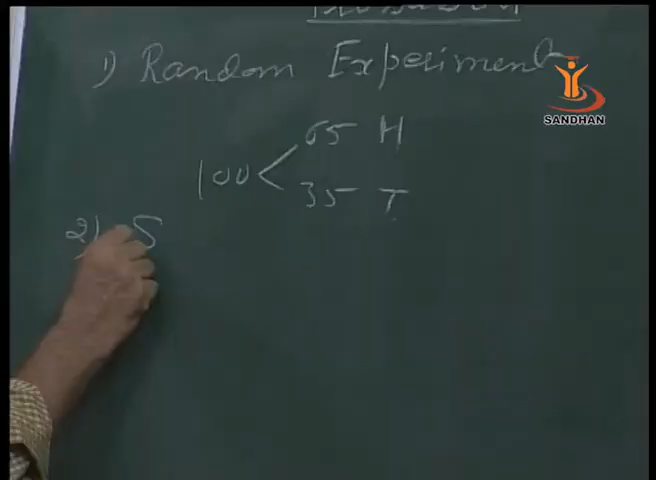 1) Random Experiment
SANDHAN
65 H
100 <
35 T
2) S